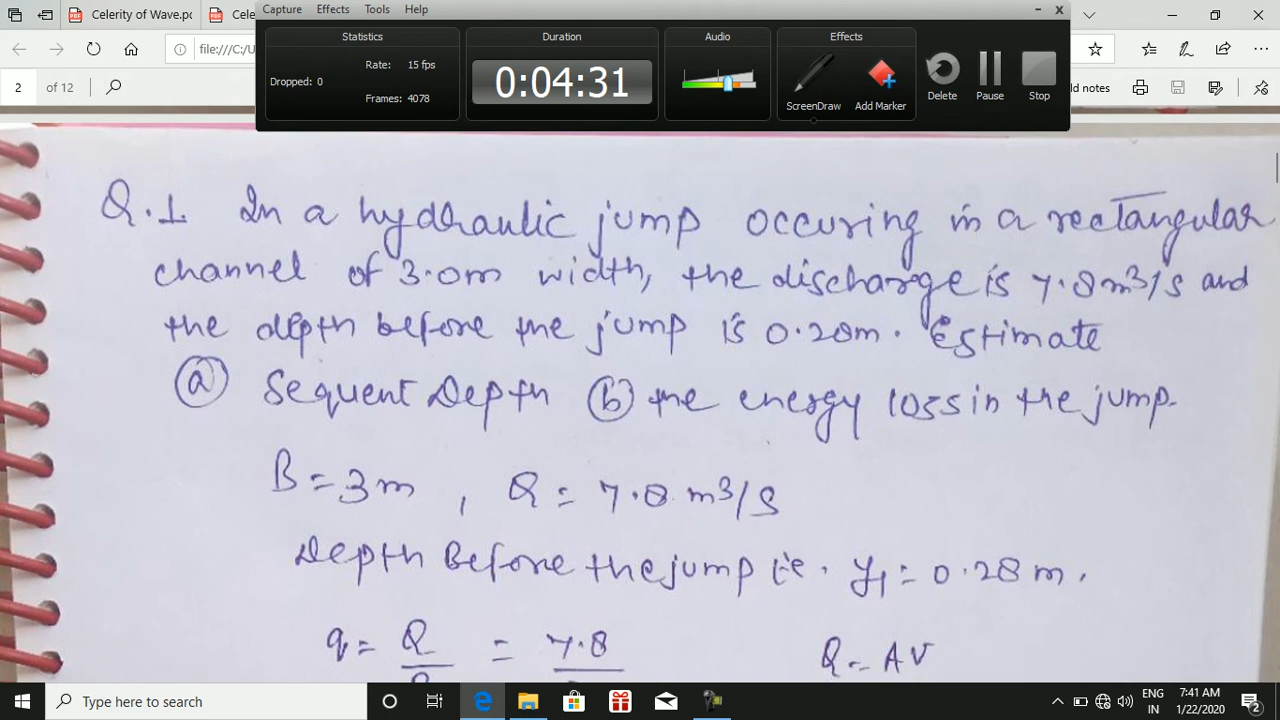 Celerity of Wave.pd
Cele
Capture Effects Tools Help
Statistics
Dropped: 0
Rate: 15 fps
Frames: 4078
Duration
0:04:31
Audio
Effects
ScreenDraw
Add Marker
Delete
Pause
Stop
file:///C:/U
of 12
dd notes
Q.1. In a hydraulic jump occuring in a rectangular
channel of 3.0m width, the discharge is 7.8m³/s and
the depth before the jump is 0.28m. Estimate
(a) Sequent Depth (b) the energy loss in the jump.
B = 3m , Q = 7.8 m³/s
Depth Before the jump i.e. y₁ = 0.28 m.
q = Q = 7.8
Q = AV
Type here to search
ENG
IN
7:41 AM
1/22/2020
2